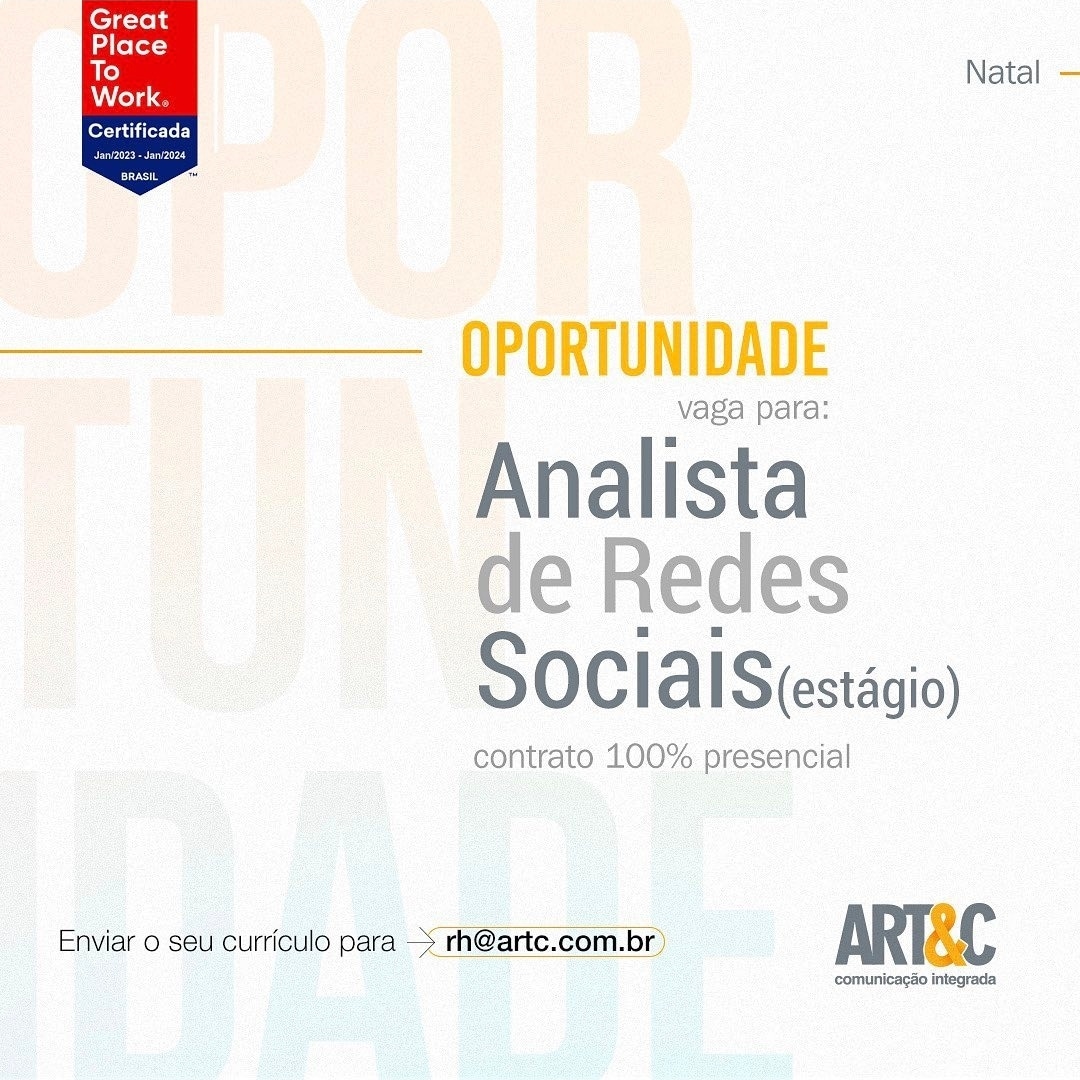 Great
Place
To
Work®
Certificada
Jan/2023 - Jan/2024
BRASIL
™
Natal
OPOR
TUN
IDADE
OPORTUNIDADE
vaga para:
Analista
de Redes
Sociais(estágio)
contrato 100% presencial
Enviar o seu currículo para
rh@artc.com.br
ART&C
comunicação integrada